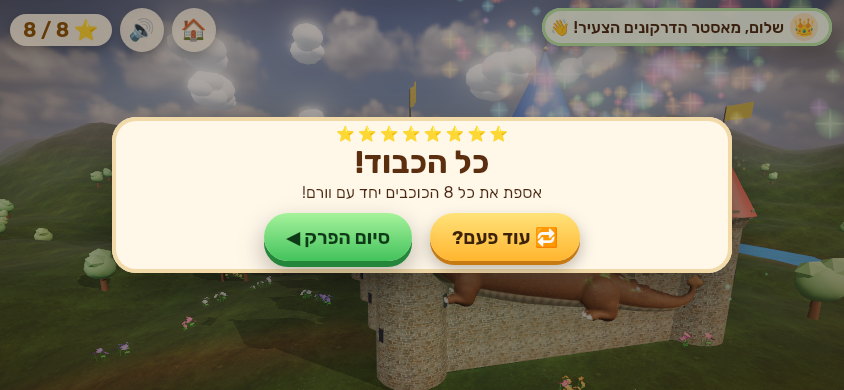 שלום, מאסטר הדרקונים הצעיר! 👋
8 / 8
כל הכבוד!
אספת את כל 8 הכוכבים יחד עם וורם!
עוד פעם?
סיום הפרק ◀